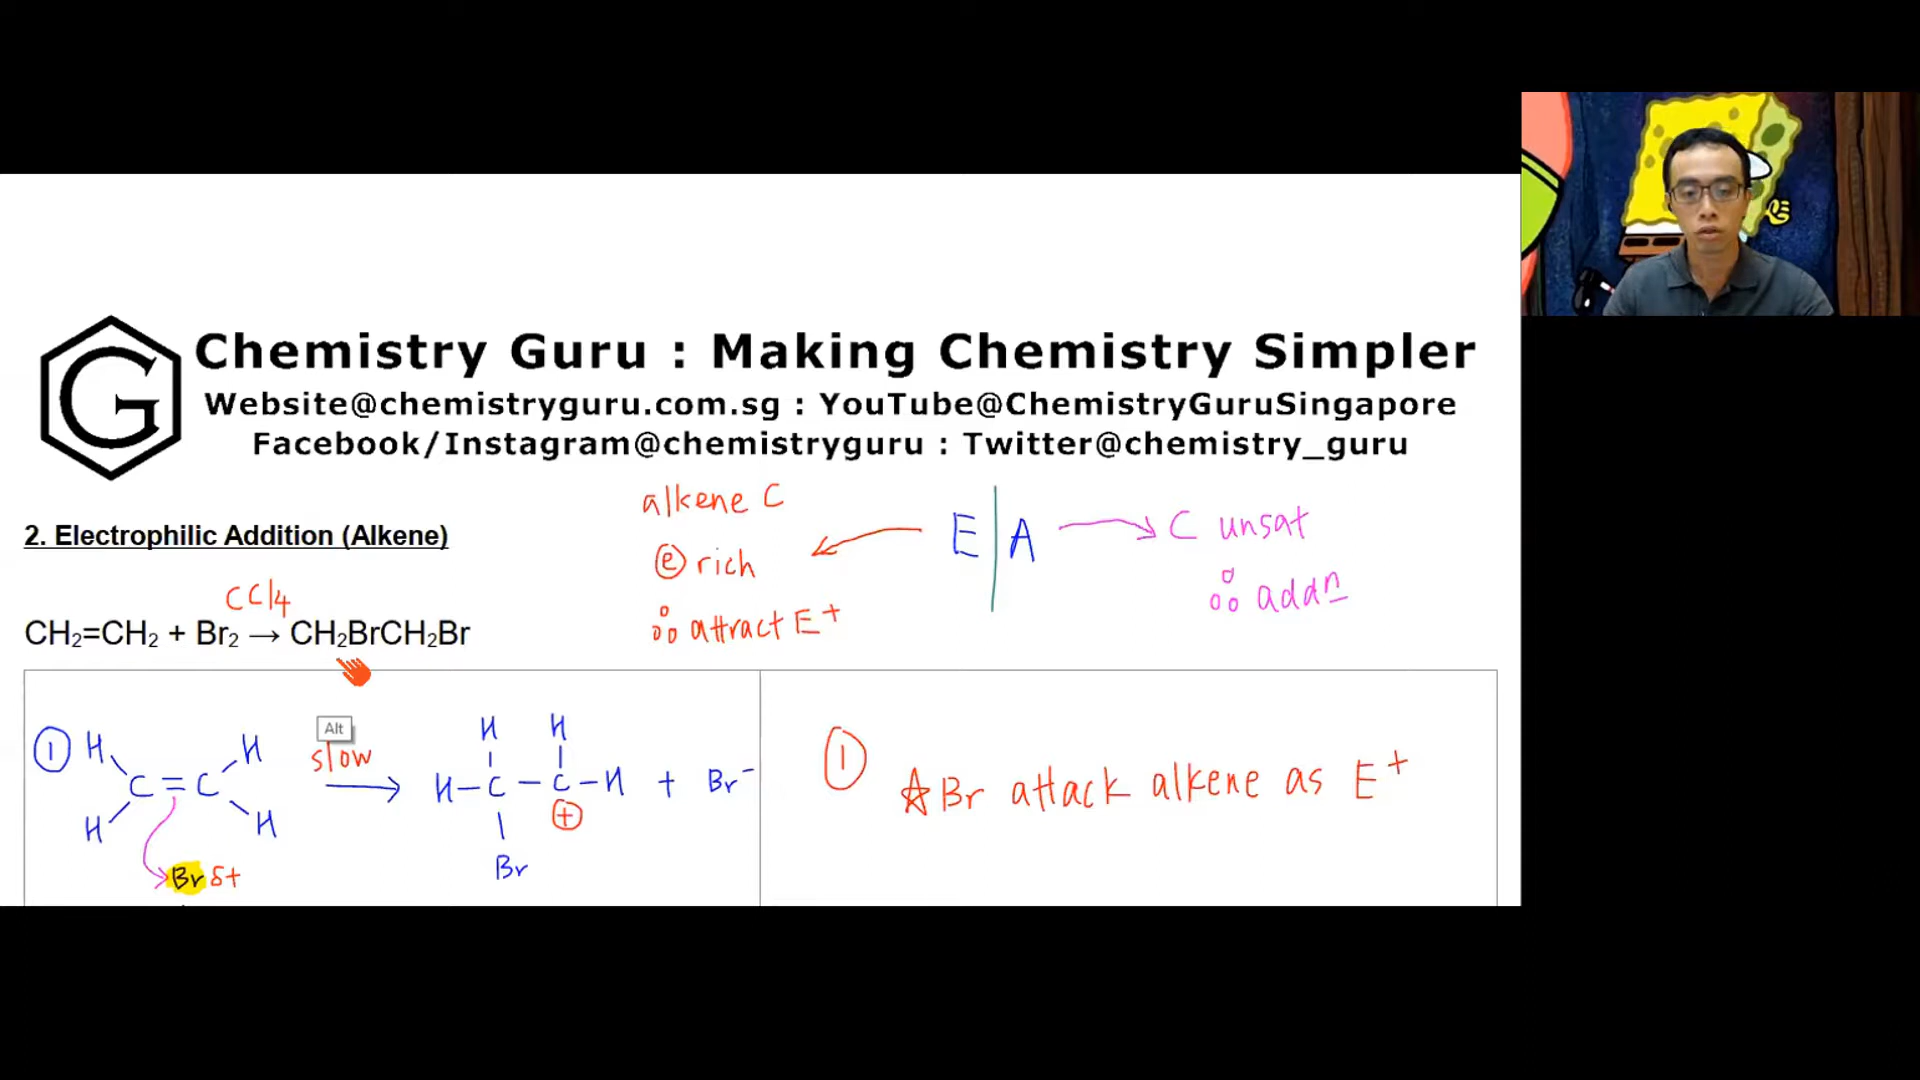 G
Chemistry Guru : Making Chemistry Simpler
Website@chemistryguru.com.sg : YouTube@ChemistryGuruSingapore
Facebook/Instagram@chemistryguru : Twitter@chemistry_guru
2. Electrophilic Addition (Alkene)
alkene C
ⓔ rich
∴ attract E⁺
E | A
C unsat
∴ addn
CCl4
CH₂=CH₂ + Br₂ → CH₂BrCH₂Br
①
H H
C = C
H H
Br δ+
Alt
slow
H H
H – C – C – H + Br⁻
⊕
Br
①
☆Br attack alkene as E⁺